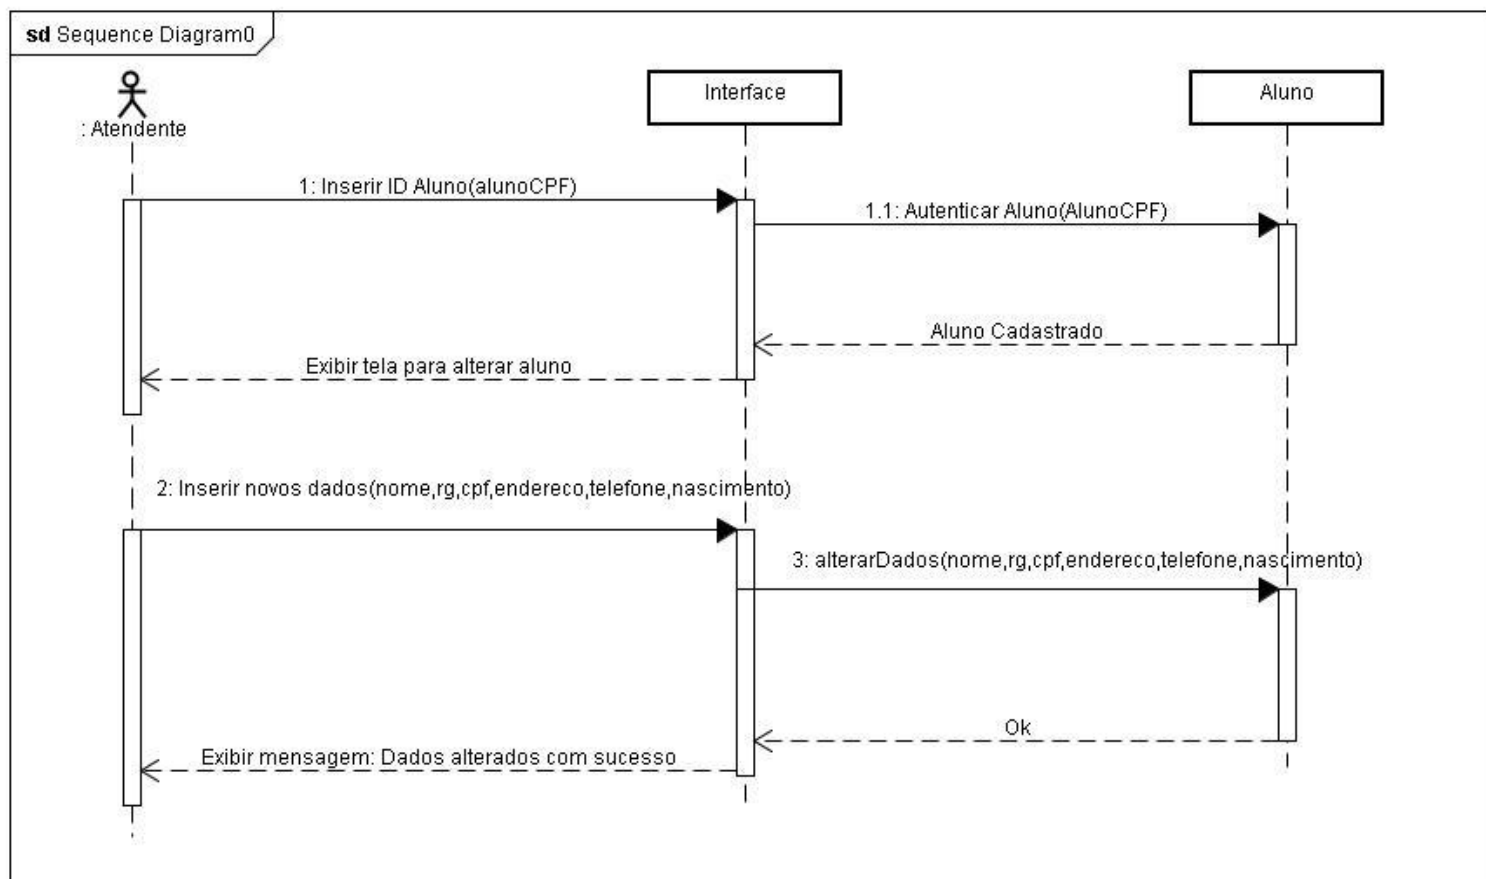 sd Sequence Diagram0
: Atendente
Interface
Aluno
1: Inserir ID Aluno(alunoCPF)
1.1: Autenticar Aluno(AlunoCPF)
Aluno Cadastrado
Exibir tela para alterar aluno
2: Inserir novos dados(nome,rg,cpf,endereco,telefone,nascimento)
3: alterarDados(nome,rg,cpf,endereco,telefone,nascimento)
Ok
Exibir mensagem: Dados alterados com sucesso